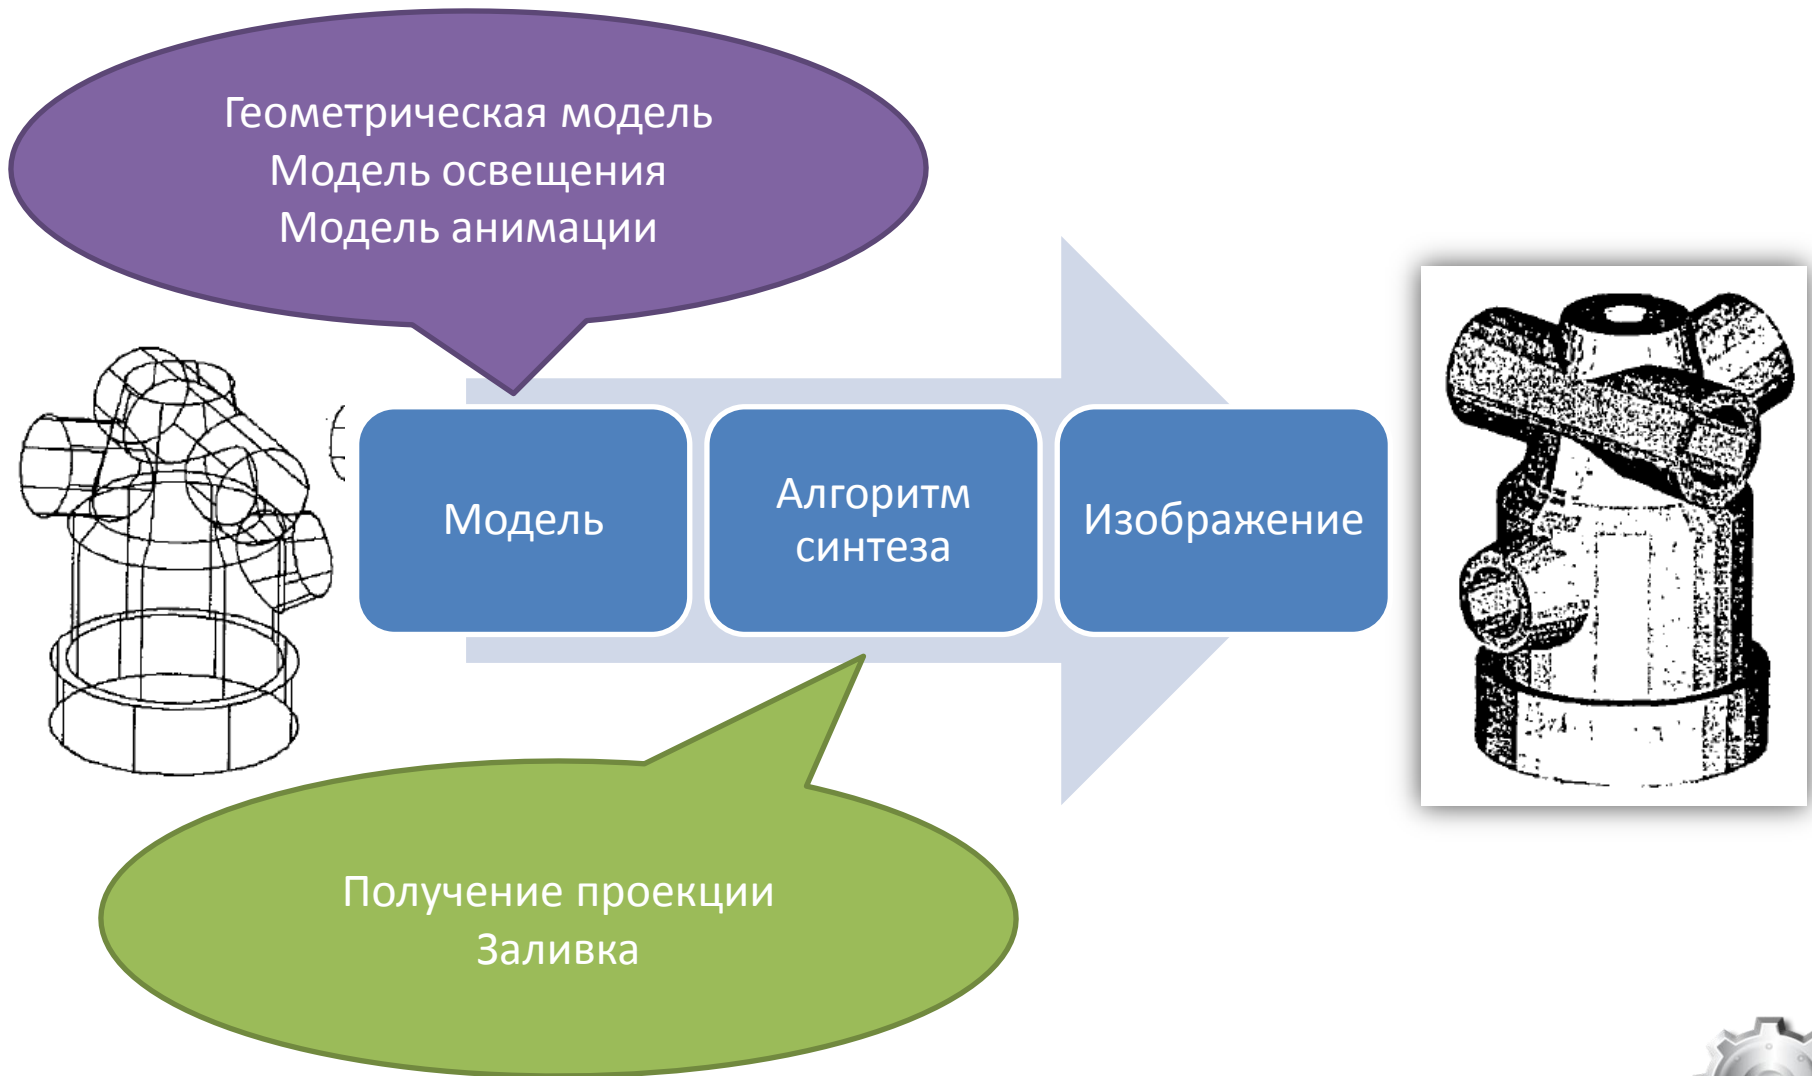 Геометрическая модель
Модель освещения
Модель анимации
Модель
Алгоритм
синтеза
Изображение
Получение проекции
Заливка